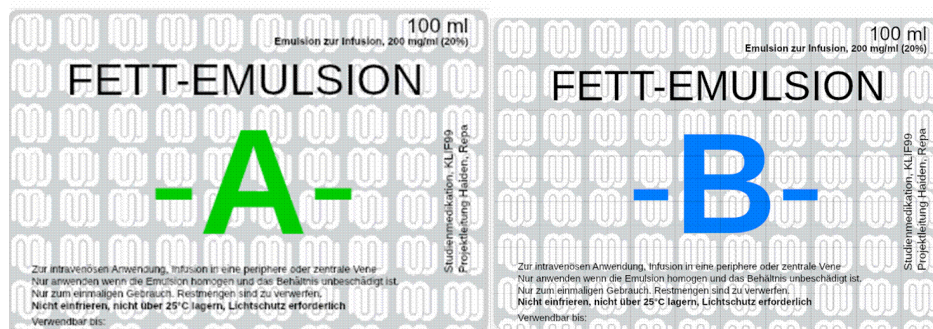 100 ml
Emulsion zur Infusion, 200 mg/ml (20%)
FETT-EMULSION
-A-
Studienmedikation, KLIF99
Projektleitung Haiden, Repa
Zur intravenösen Anwendung, Infusion in eine periphere oder zentrale Vene
Nur anwenden wenn die Emulsion homogen und das Behältnis unbeschädigt ist.
Nur zum einmaligen Gebrauch. Restmengen sind zu verwerfen.
Nicht einfrieren, nicht über 25°C lagern, Lichtschutz erforderlich
Verwendbar bis:
100 ml
Emulsion zur Infusion, 200 mg/ml (20%)
FETT-EMULSION
-B-
Studienmedikation, KLIF99
Projektleitung Haiden, Repa
Zur intravenösen Anwendung, Infusion in eine periphere oder zentrale Vene
Nur anwenden wenn die Emulsion homogen und das Behältnis unbeschädigt ist.
Nur zum einmaligen Gebrauch. Restmengen sind zu verwerfen.
Nicht einfrieren, nicht über 25°C lagern, Lichtschutz erforderlich
Verwendbar bis: